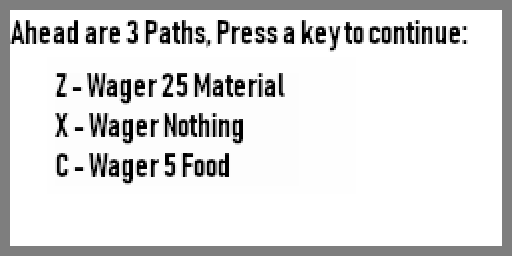 Ahead are 3 Paths, Press a key to continue:
Z - Wager 25 Material
X - Wager Nothing
C - Wager 5 Food